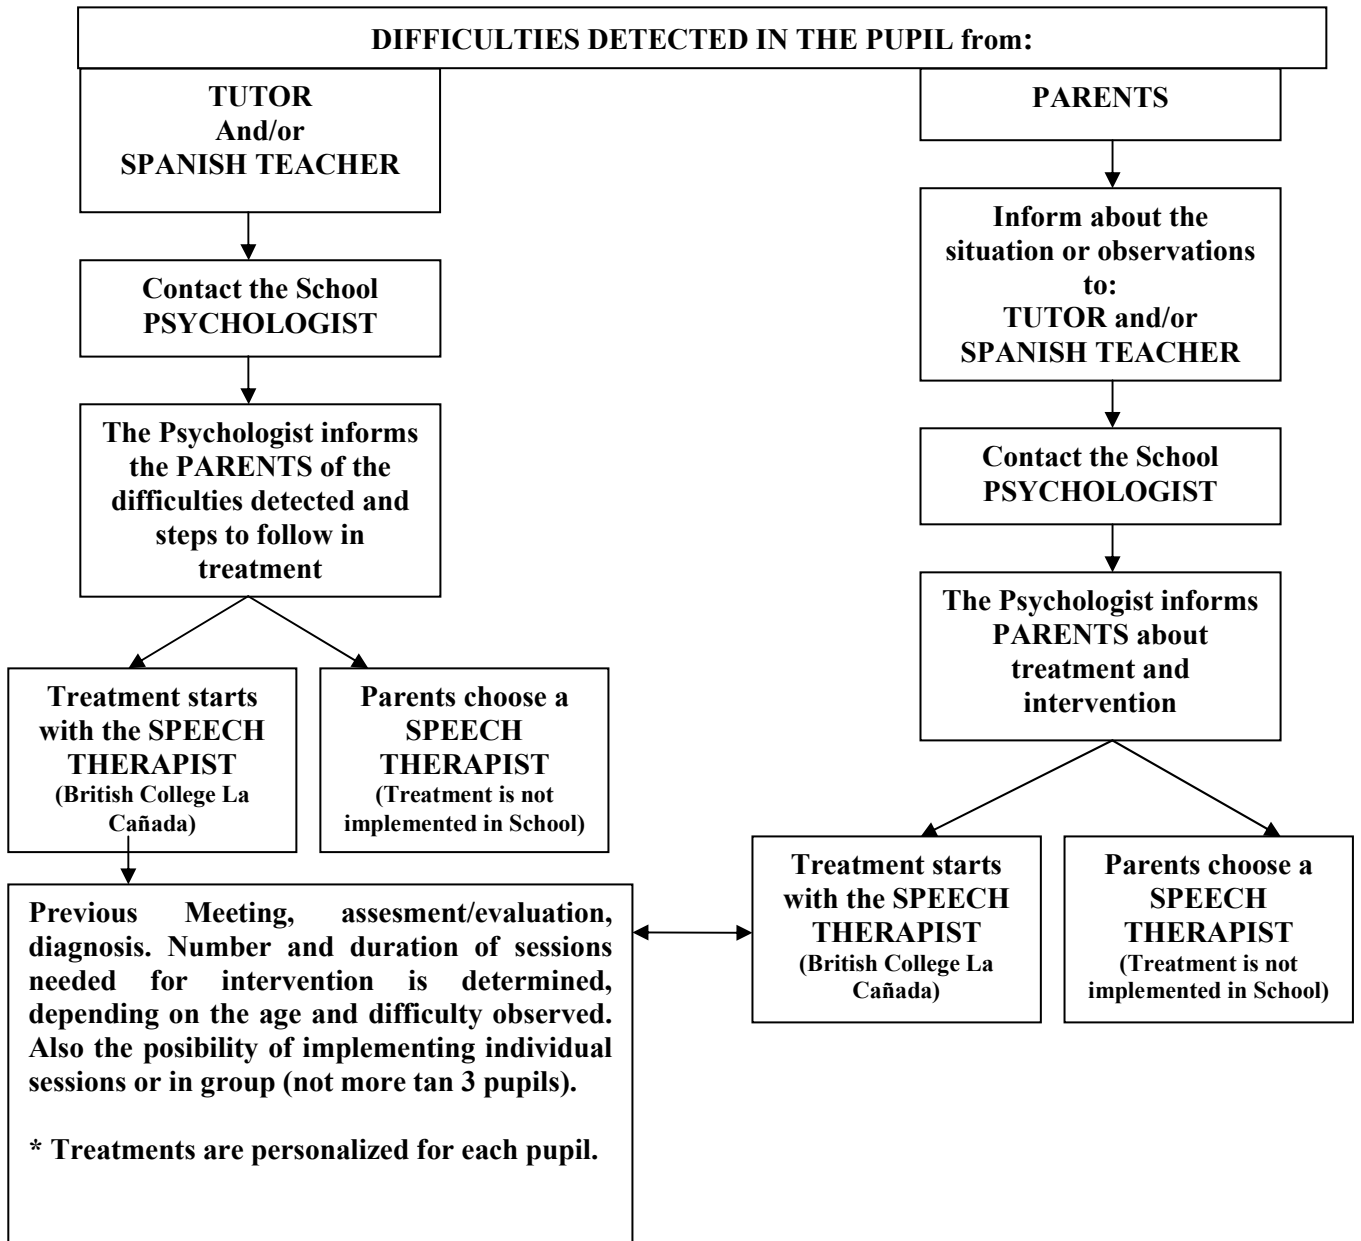 DIFFICULTIES DETECTED IN THE PUPIL from:
TUTOR
And/or
SPANISH TEACHER
Contact the School
PSYCHOLOGIST
The Psychologist informs
the PARENTS of the
difficulties detected and
steps to follow in
treatment
Treatment starts
with the SPEECH
THERAPIST
(British College La
Cañada)
Parents choose a
SPEECH
THERAPIST
(Treatment is not
implemented in School)
Previous Meeting, assesment/evaluation,
diagnosis. Number and duration of sessions
needed for intervention is determined,
depending on the age and difficulty observed.
Also the posibility of implementing individual
sessions or in group (not more tan 3 pupils).
* Treatments are personalized for each pupil.
PARENTS
Inform about the
situation or observations
to:
TUTOR and/or
SPANISH TEACHER
Contact the School
PSYCHOLOGIST
The Psychologist informs
PARENTS about
treatment and
intervention
Treatment starts
with the SPEECH
THERAPIST
(British College La
Cañada)
Parents choose a
SPEECH
THERAPIST
(Treatment is not
implemented in School)